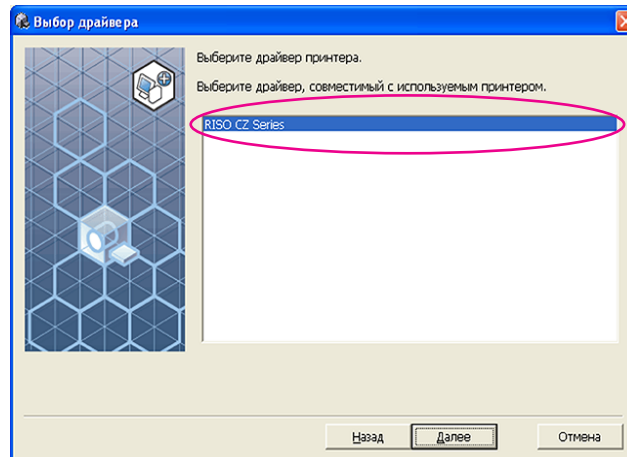 Выбор драйвера
Выберите драйвер принтера.
Выберите драйвер, совместимый с используемым принтером.
RISO CZ Series
Назад
Далее
Отмена